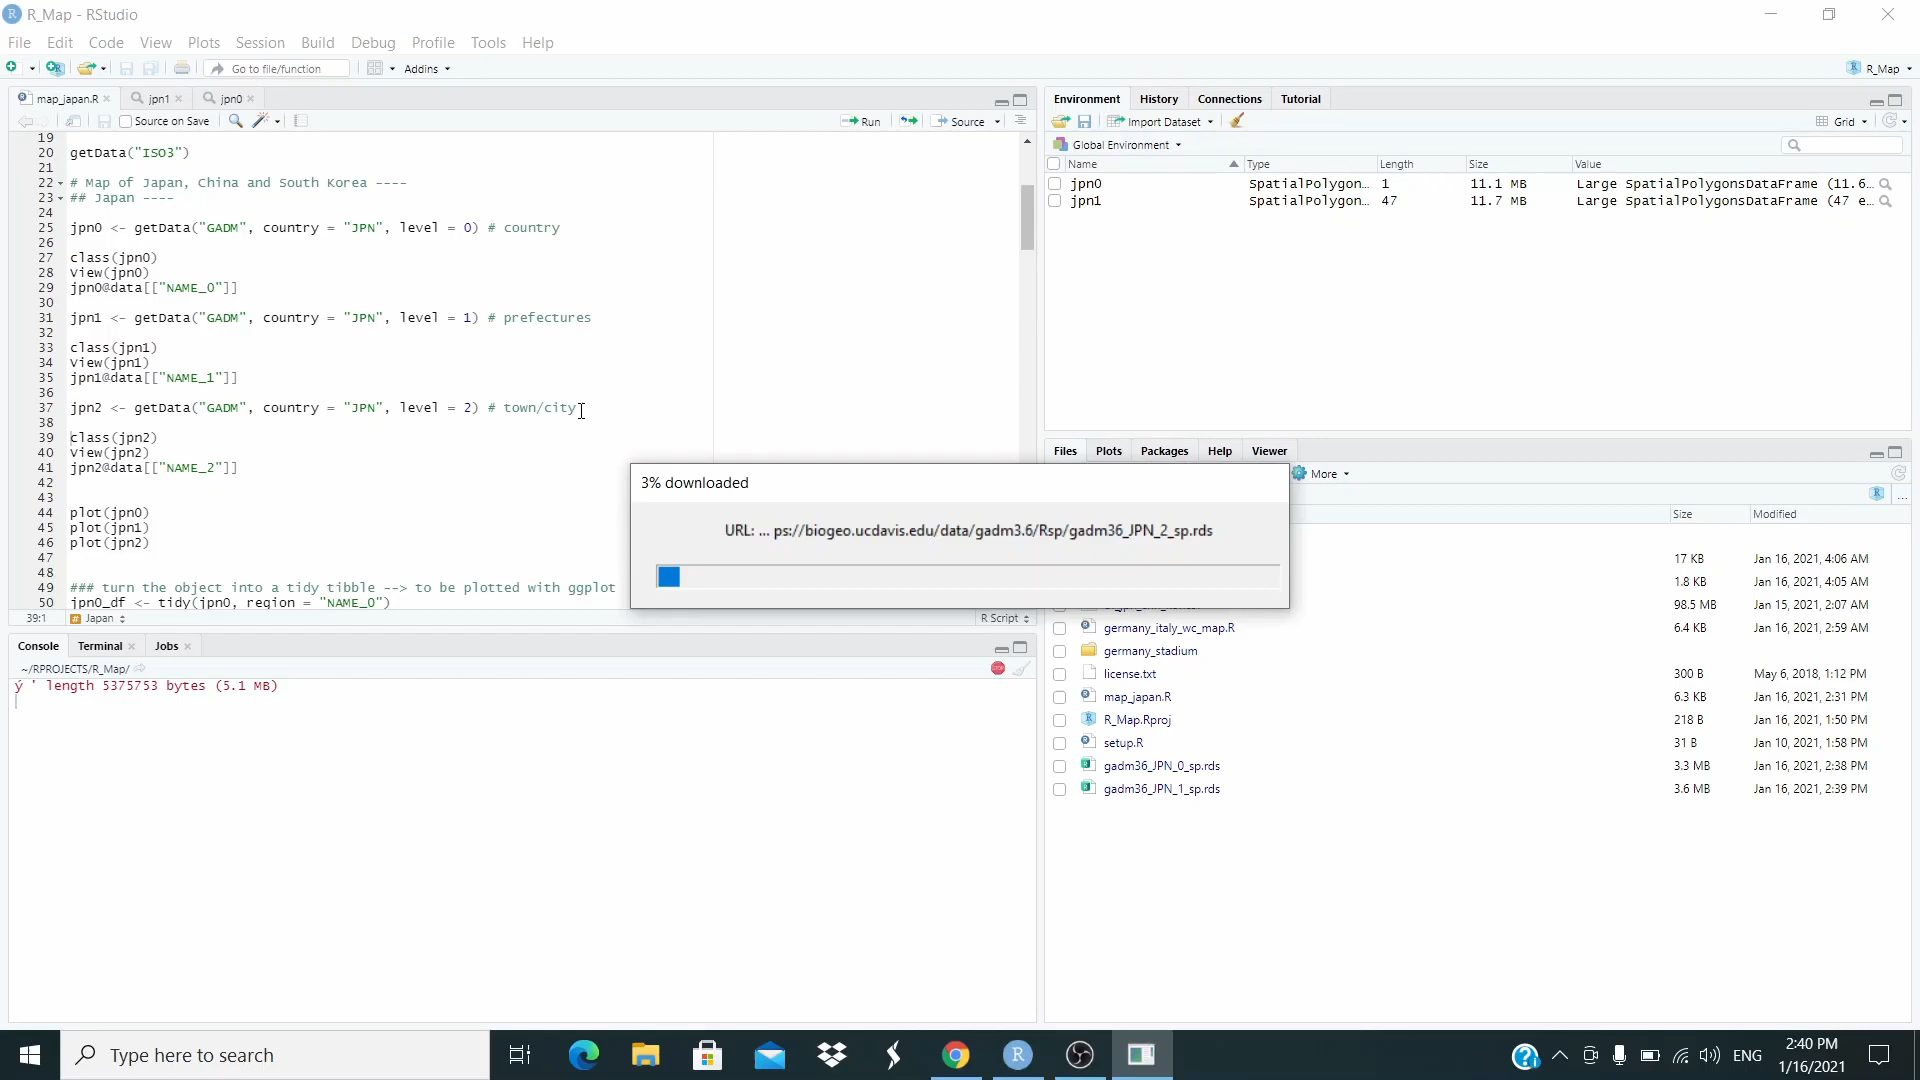 R_Map - RStudio
File Edit Code View Plots Session Build Debug Profile Tools Help
Go to file/function Addins R_Map
map_japan.R jpn1 jpn0
Source on Save Run Source
19
20 getData("ISO3")
21
22 # Map of Japan, China and South Korea ----
23 ## Japan ----
24
25 jpn0 <- getData("GADM", country = "JPN", level = 0) # country
26
27 class(jpn0)
28 View(jpn0)
29 jpn0@data[["NAME_0"]]
30
31 jpn1 <- getData("GADM", country = "JPN", level = 1) # prefectures
32
33 class(jpn1)
34 View(jpn1)
35 jpn1@data[["NAME_1"]]
36
37 jpn2 <- getData("GADM", country = "JPN", level = 2) # town/city
38
39 class(jpn2)
40 View(jpn2)
41 jpn2@data[["NAME_2"]]
42
43
44 plot(jpn0)
45 plot(jpn1)
46 plot(jpn2)
47
48
49 ### turn the object into a tidy tibble --> to be plotted with ggplot
50 jpn0_df <- tidy(jpn0, region = "NAME_0")
39:1 # Japan R Script
Console Terminal Jobs
~/RPROJECTS/R_Map/ STOP
ý ' length 5375753 bytes (5.1 MB)
Environment History Connections Tutorial
Import Dataset Grid
Global Environment
Name Type Length Size Value
jpn0 SpatialPolygon... 1 11.1 MB Large SpatialPolygonsDataFrame (11.6...
jpn1 SpatialPolygon... 47 11.7 MB Large SpatialPolygonsDataFrame (47 e...
Files Plots Packages Help Viewer
More
Size Modified
17 KB Jan 16, 2021, 4:06 AM
1.8 KB Jan 16, 2021, 4:05 AM
98.5 MB Jan 15, 2021, 2:07 AM
germany_italy_wc_map.R 6.4 KB Jan 16, 2021, 2:59 AM
germany_stadium
license.txt 300 B May 6, 2018, 1:12 PM
map_japan.R 6.3 KB Jan 16, 2021, 2:31 PM
R_Map.Rproj 218 B Jan 16, 2021, 1:50 PM
setup.R 31 B Jan 10, 2021, 1:58 PM
gadm36_JPN_0_sp.rds 3.3 MB Jan 16, 2021, 2:38 PM
gadm36_JPN_1_sp.rds 3.6 MB Jan 16, 2021, 2:39 PM
3% downloaded
URL: ... ps://biogeo.ucdavis.edu/data/gadm3.6/Rsp/gadm36_JPN_2_sp.rds
Type here to search
ENG
2:40 PM
1/16/2021